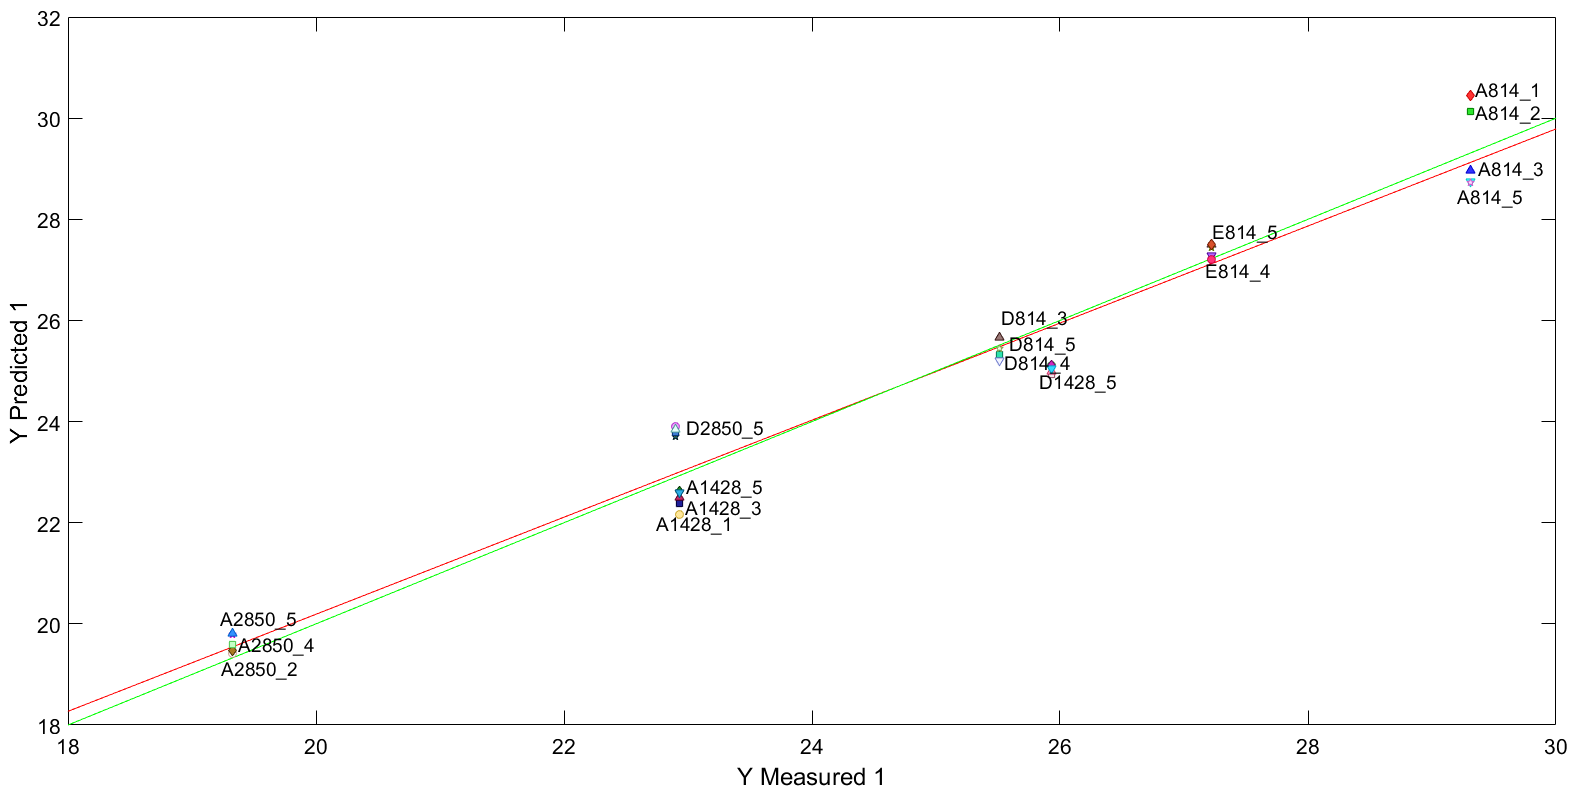 32
30
28
26
24
22
20
18
Y Predicted 1
A814_1
A814_2
A814_3
A814_5
E814_5
E814_4
D814_3
D814_5
D814_4
D1428_5
D2850_5
A1428_5
A1428_3
A1428_1
A2850_5
A2850_4
A2850_2
18 20 22 24 26 28 30
Y Measured 1